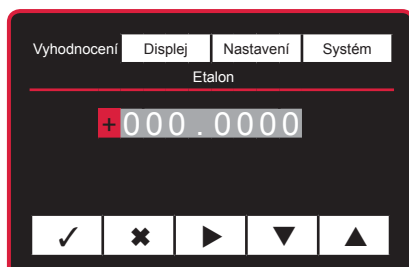 Vyhodnocení Displej Nastavení Systém
Etalon
+000.0000